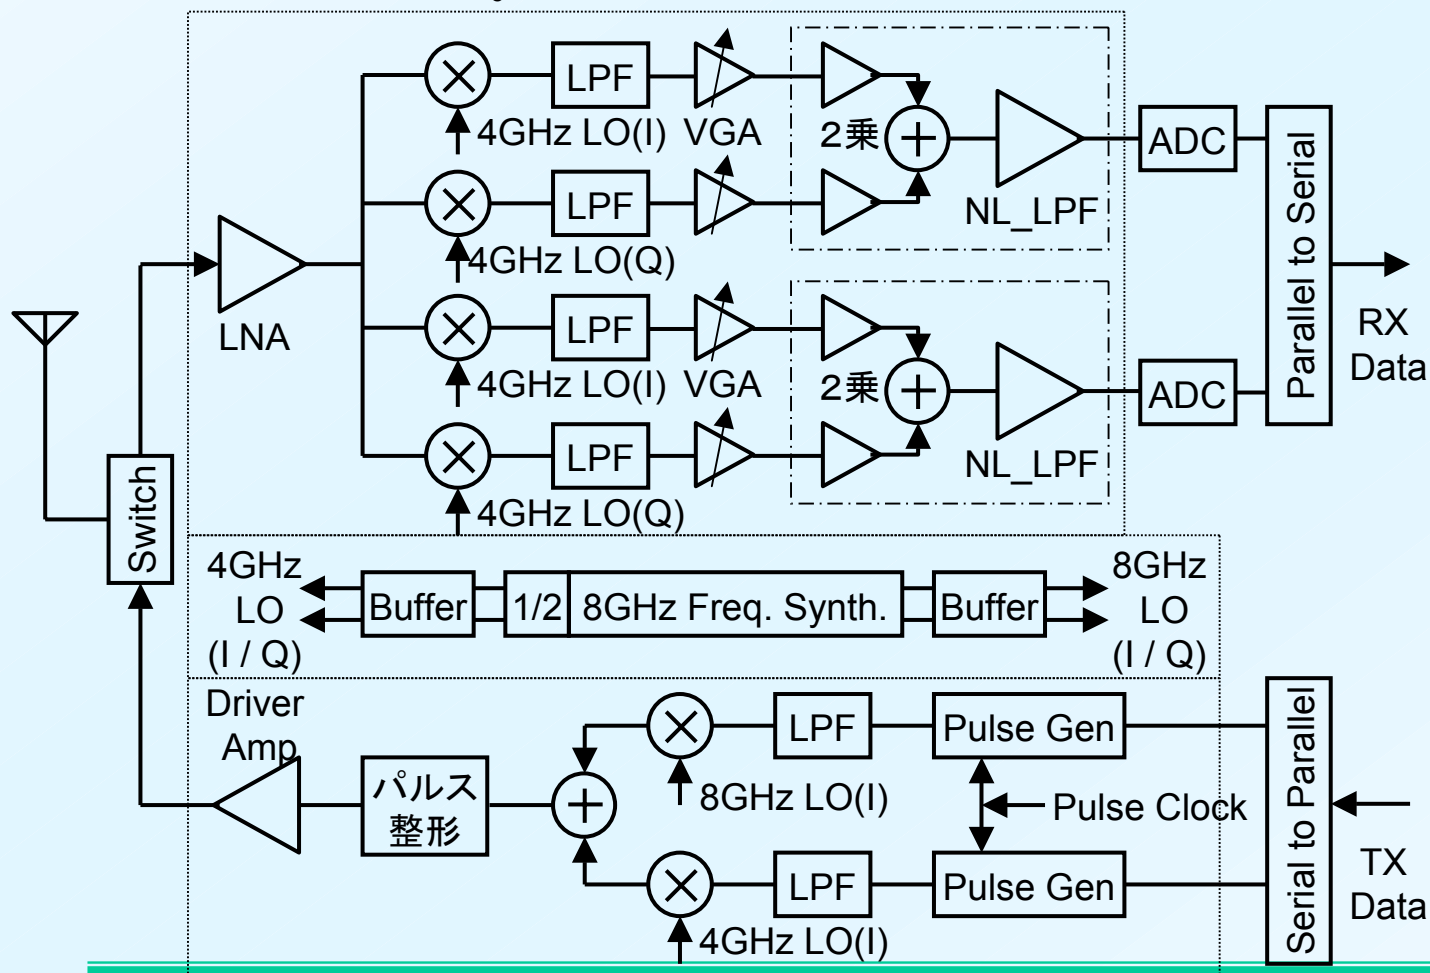 LPF
4GHz LO(I)
VGA
2乗
ADC
LPF
NL_LPF
4GHz LO(Q)
LNA
LPF
4GHz LO(I)
VGA
2乗
ADC
LPF
NL_LPF
4GHz LO(Q)
Parallel to Serial
RX
Data
Switch
4GHz
LO
(I / Q)
Buffer
1/2
8GHz Freq. Synth.
Buffer
8GHz
LO
(I / Q)
Driver
Amp
パルス
整形
LPF
Pulse Gen
8GHz LO(I)
Pulse Clock
LPF
Pulse Gen
4GHz LO(I)
Serial to Parallel
TX
Data